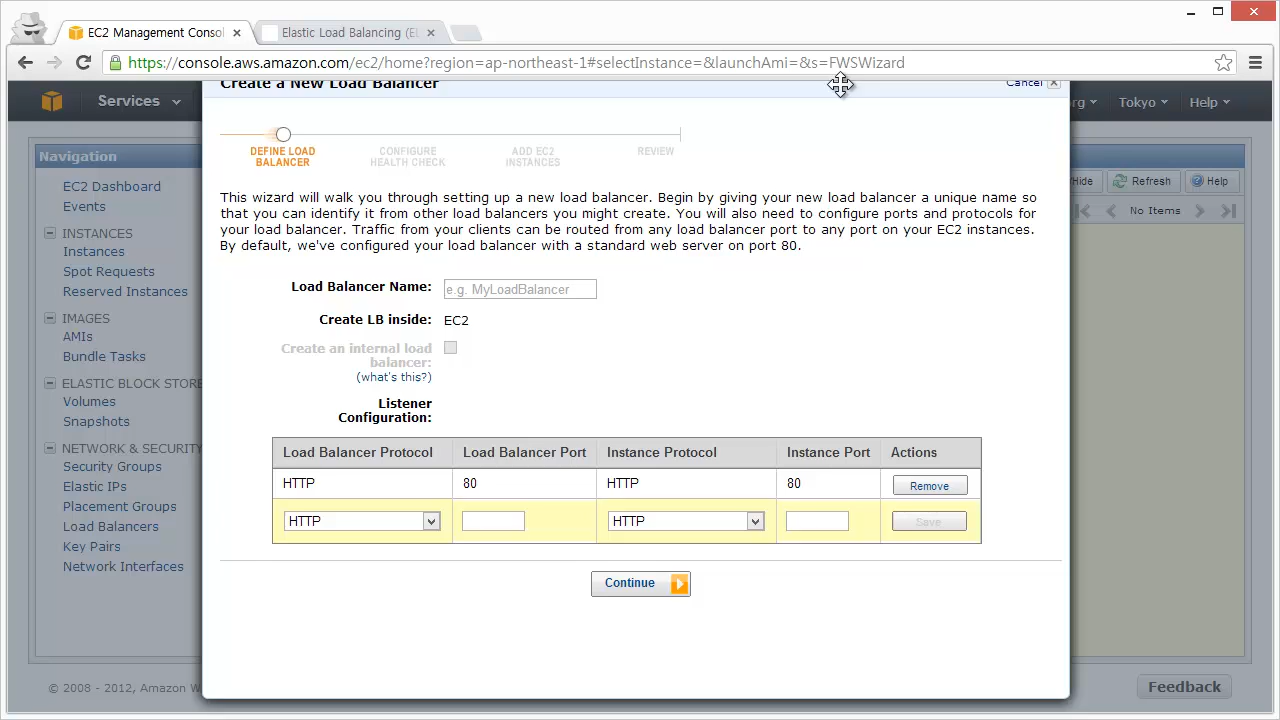 EC2 Management Consol
Elastic Load Balancing (EL
https://console.aws.amazon.com/ec2/home?region=ap-northeast-1#selectInstance=&launchAmi=&s=FWSWizard
Services
Tokyo
Help
Create a New Load Balancer
Cancel
DEFINE LOAD
BALANCER
CONFIGURE
HEALTH CHECK
ADD EC2
INSTANCES
REVIEW
This wizard will walk you through setting up a new load balancer. Begin by giving your new load balancer a unique name so
that you can identify it from other load balancers you might create. You will also need to configure ports and protocols for
your load balancer. Traffic from your clients can be routed from any load balancer port to any port on your EC2 instances.
By default, we've configured your load balancer with a standard web server on port 80.
Load Balancer Name:
e.g. MyLoadBalancer
Create LB inside: EC2
Create an internal load
balancer:
(what's this?)
Listener
Configuration:
Load Balancer Protocol Load Balancer Port Instance Protocol Instance Port Actions
HTTP 80 HTTP 80 Remove
HTTP HTTP Save
Continue
Navigation
EC2 Dashboard
Events
INSTANCES
Instances
Spot Requests
Reserved Instances
IMAGES
AMIs
Bundle Tasks
ELASTIC BLOCK STORE
Volumes
Snapshots
NETWORK & SECURITY
Security Groups
Elastic IPs
Placement Groups
Load Balancers
Key Pairs
Network Interfaces
/Hide
Refresh
Help
No Items
© 2008 - 2012, Amazon W
Feedback